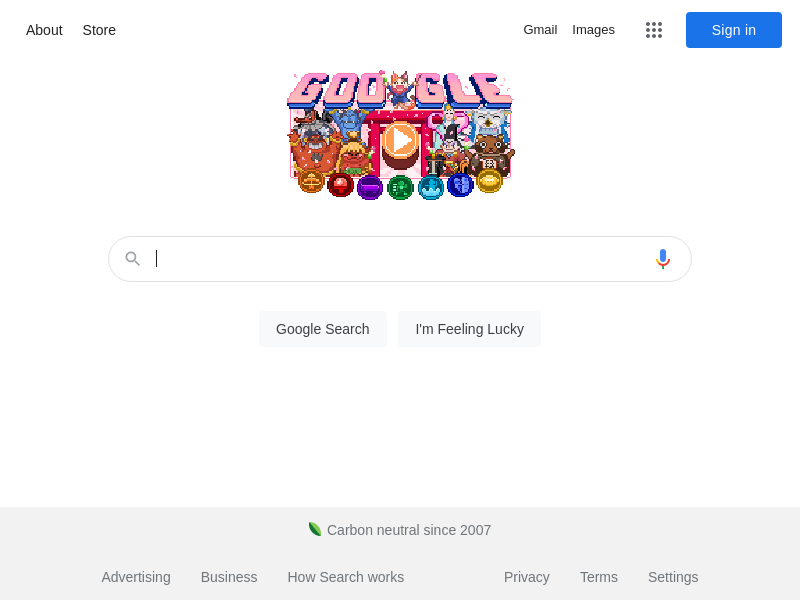 About Store Gmail Images Sign in
GOOGLE
Google Search I'm Feeling Lucky
Carbon neutral since 2007
Advertising Business How Search works Privacy Terms Settings